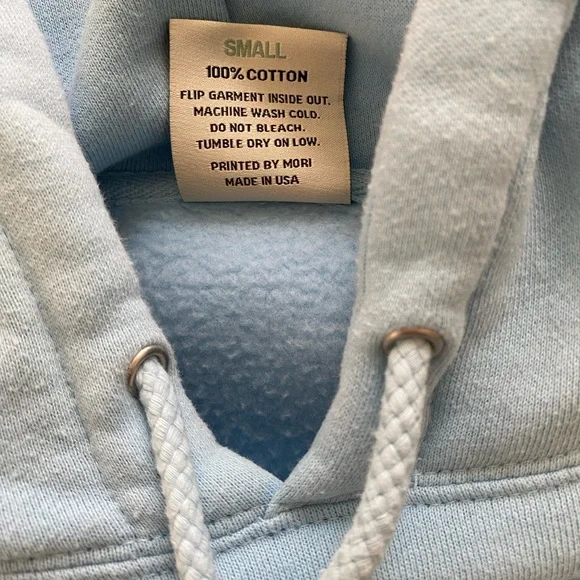 SMALL
100% COTTON
FLIP GARMENT INSIDE OUT.
MACHINE WASH COLD.
DO NOT BLEACH.
TUMBLE DRY ON LOW.
PRINTED BY MORI
MADE IN USA